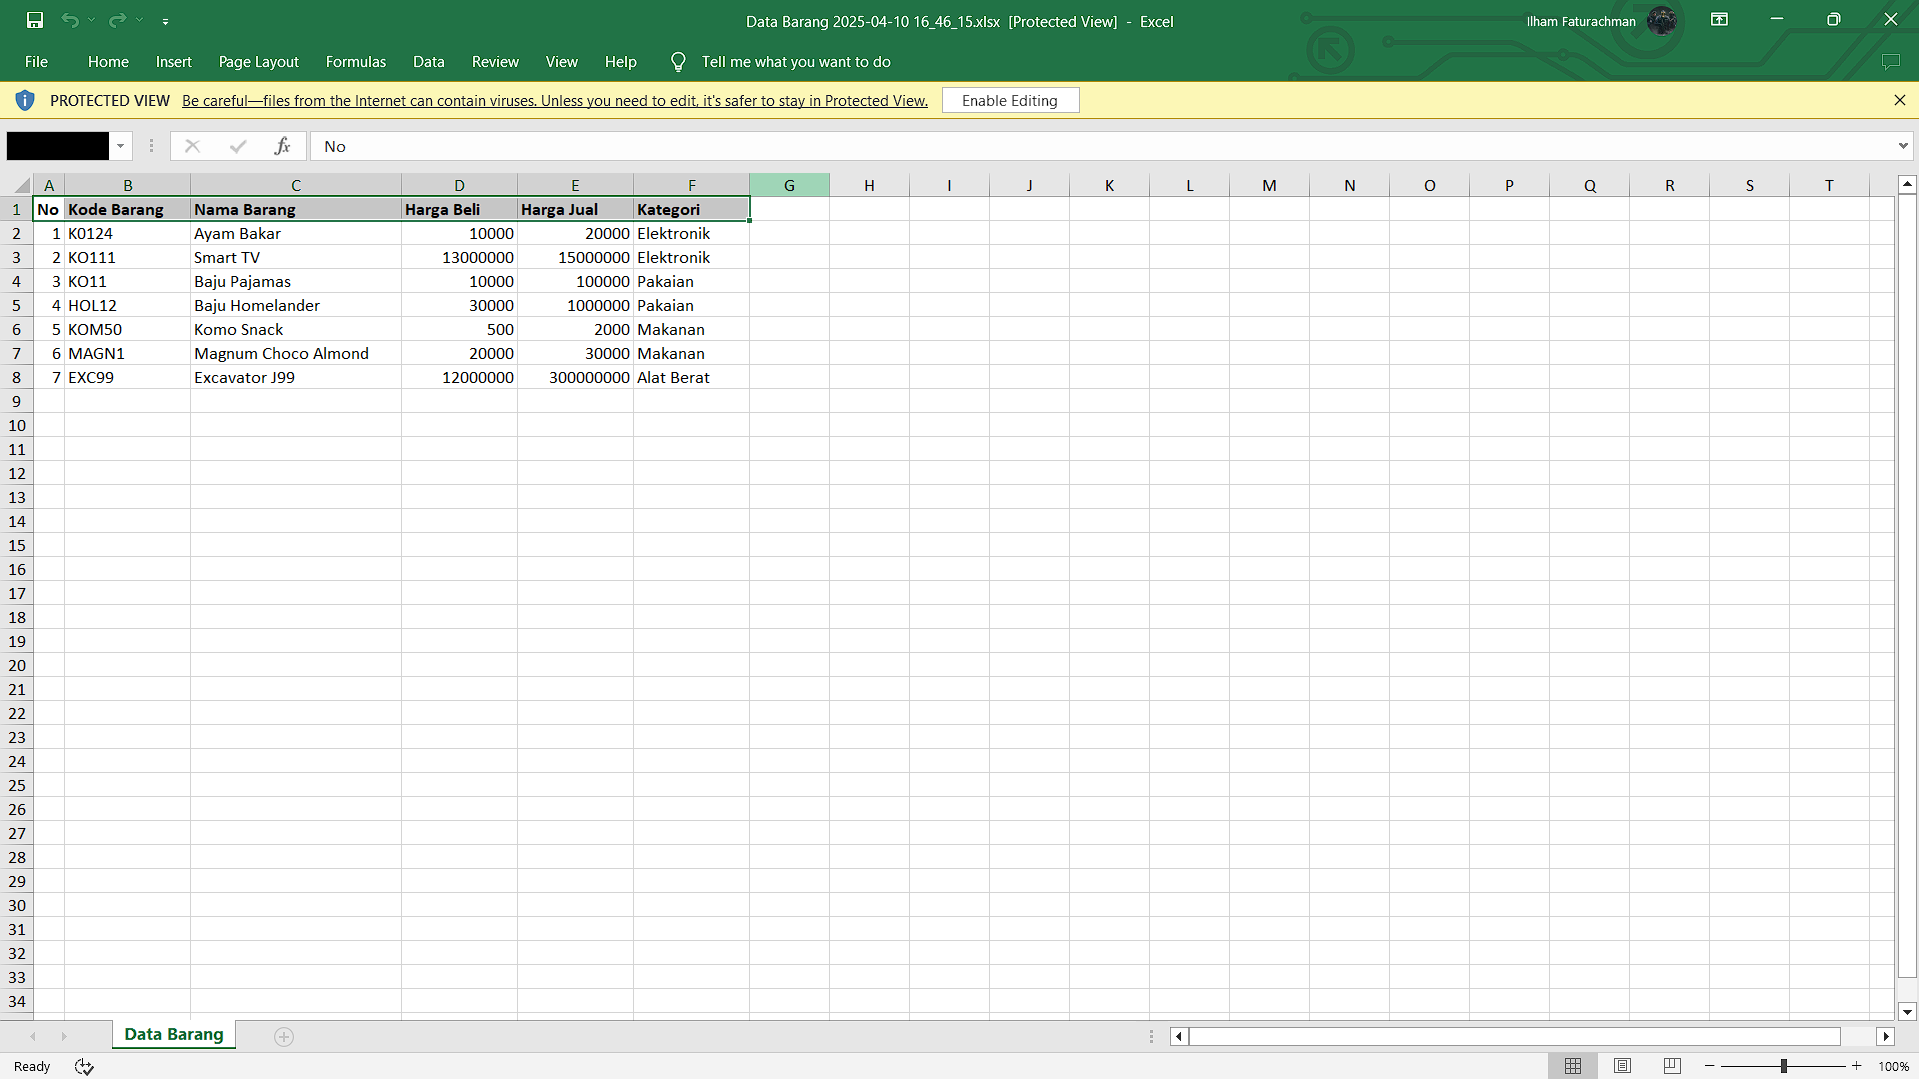 Data Barang 2025-04-10 16_46_15.xlsx [Protected View] - Excel
Ilham Faturachman
File Home Insert Page Layout Formulas Data Review View Help Tell me what you want to do
PROTECTED VIEW Be careful—files from the Internet can contain viruses. Unless you need to edit, it's safer to stay in Protected View. Enable Editing
fx No
A B C D E F G H I J K L M N O P Q R S T
1 No Kode Barang Nama Barang Harga Beli Harga Jual Kategori
2 1 K0124 Ayam Bakar 10000 20000 Elektronik
3 2 KO111 Smart TV 13000000 15000000 Elektronik
4 3 KO11 Baju Pajamas 10000 100000 Pakaian
5 4 HOL12 Baju Homelander 30000 1000000 Pakaian
6 5 KOM50 Komo Snack 500 2000 Makanan
7 6 MAGN1 Magnum Choco Almond 20000 30000 Makanan
8 7 EXC99 Excavator J99 12000000 300000000 Alat Berat
9
10
11
12
13
14
15
16
17
18
19
20
21
22
23
24
25
26
27
28
29
30
31
32
33
34
Data Barang
Ready 100%